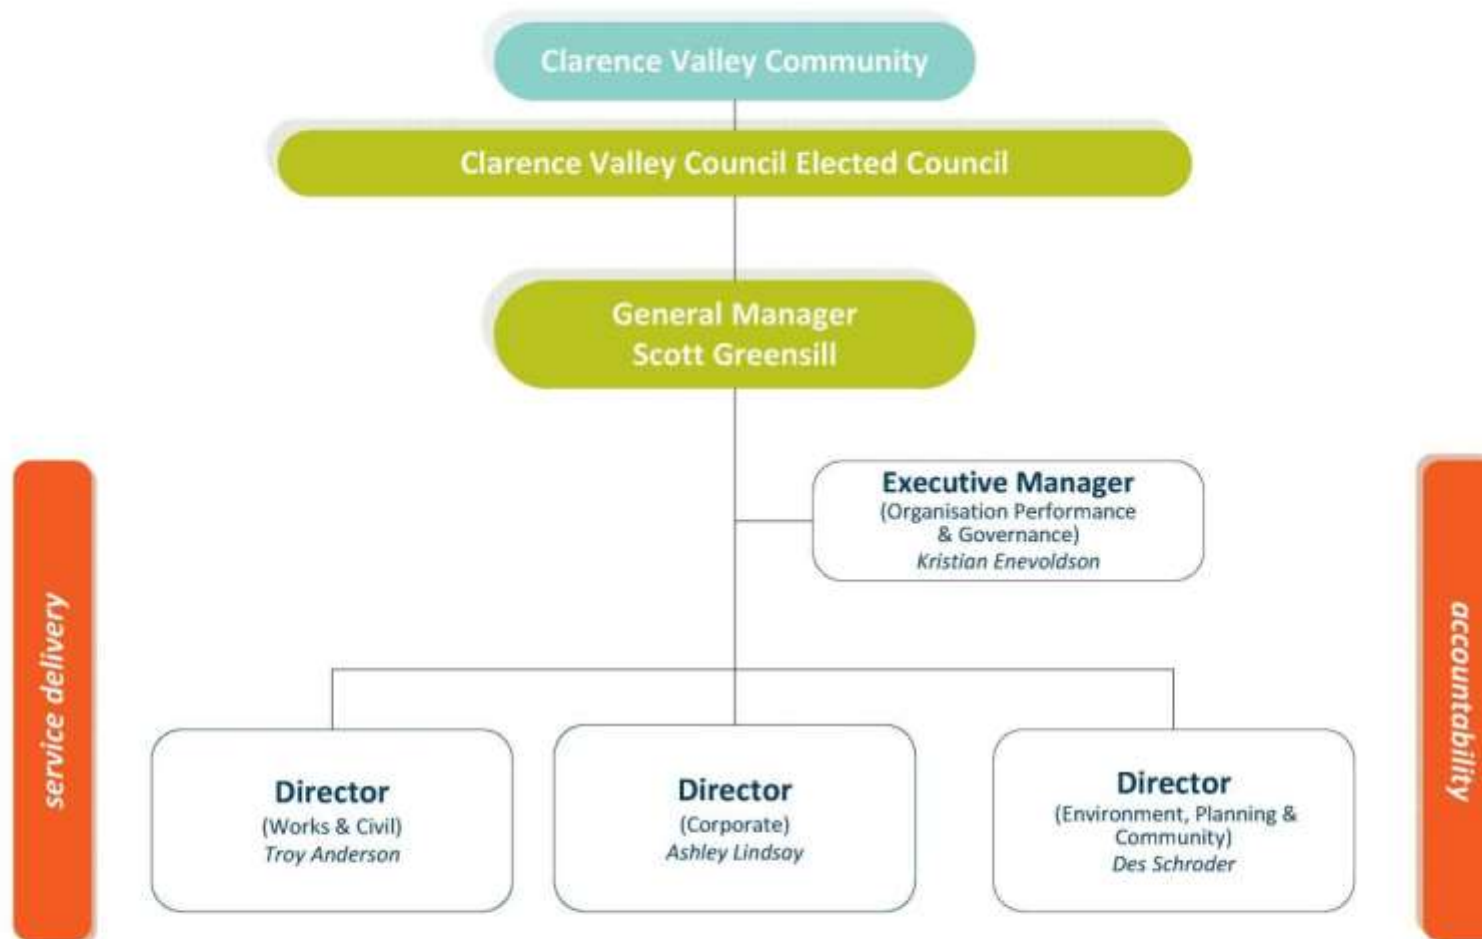 Clarence Valley Community
Clarence Valley Council Elected Council
General Manager
Scott Greensill
Executive Manager
(Organisation Performance
& Governance)
Kristian Enevoldson
service delivery
accountability
Director
(Works & Civil)
Troy Anderson
Director
(Corporate)
Ashley Lindsay
Director
(Environment, Planning &
Community)
Des Schroder